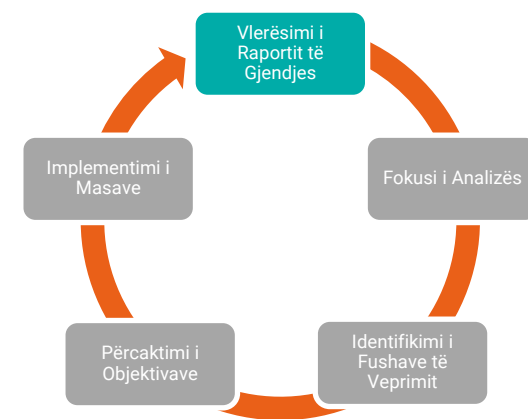 Vlerësimi i
Raportit të
Gjendjes
Fokusi i Analizës
Identifikimi i
Fushave të
Veprimit
Përcaktimi i
Objektivave
Implementimi i
Masave